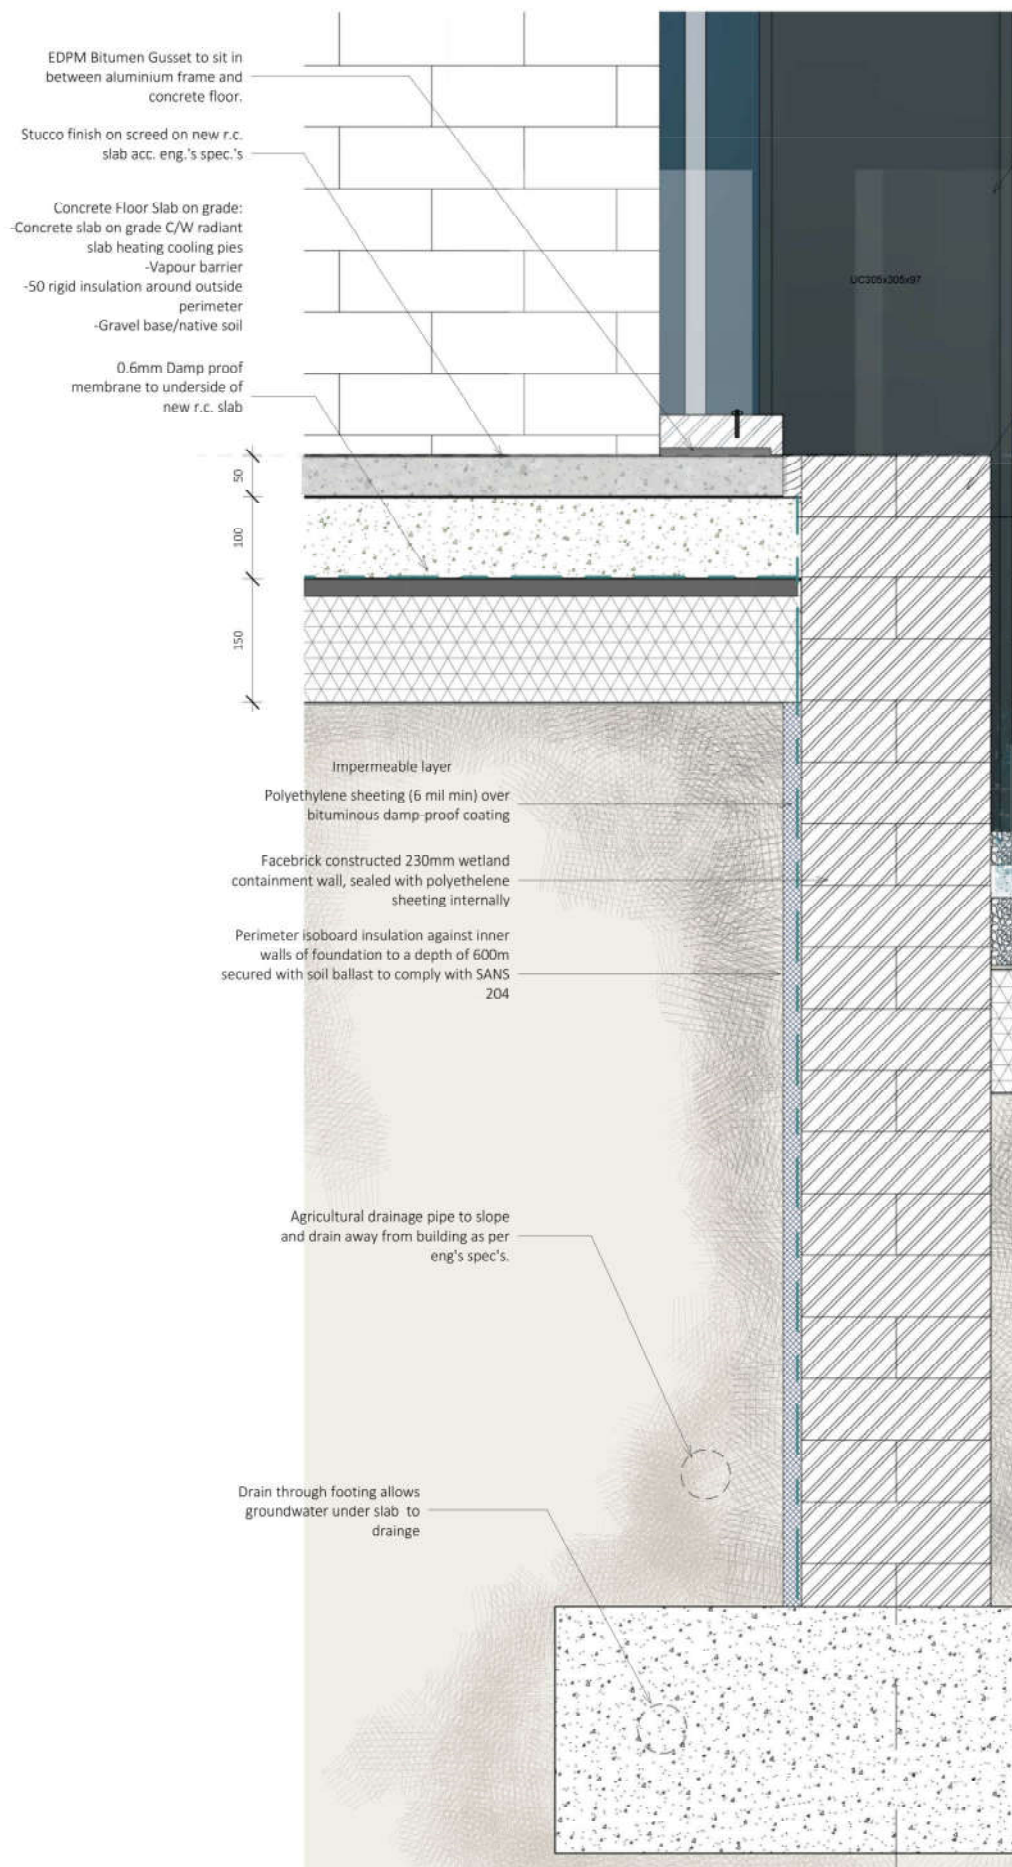 EDPM Bitumen Gusset to sit in
between aluminium frame and
concrete floor.
Stucco finish on screed on new r.c.
slab acc. eng.'s spec.'s
Concrete Floor Slab on grade:
-Concrete slab on grade C/W radiant
slab heating cooling pies
-Vapour barrier
-50 rigid insulation around outside
perimeter
-Gravel base/native soil
UC305x305x97
0.6mm Damp proof
membrane to underside of
new r.c. slab
50
100
150
Impermeable layer
Polyethylene sheeting (6 mil min) over
bituminous damp-proof coating
Facebrick constructed 230mm wetland
containment wall, sealed with polyethelene
sheeting internally
Perimeter isoboard insulation against inner
walls of foundation to a depth of 600m
secured with soil ballast to comply with SANS
204
Agricultural drainage pipe to slope
and drain away from building as per
eng's spec's.
Drain through footing allows
groundwater under slab to
drainge